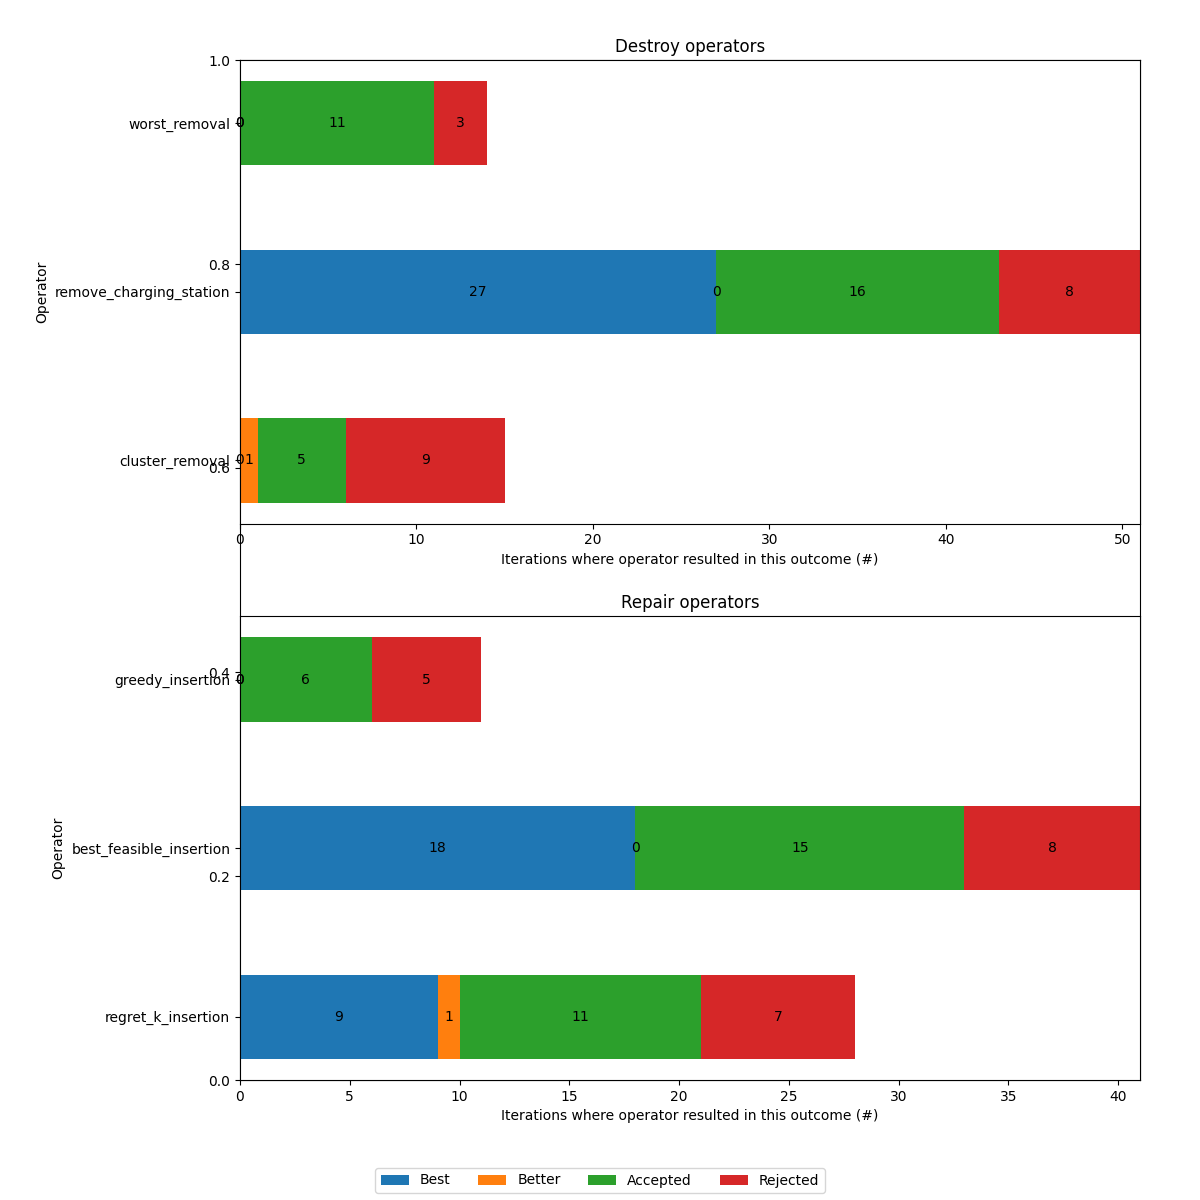 Destroy operators
1.0
worst_removal 0 11 3
0.8
Operator
remove_charging_station 27 0 16 8
cluster_removal 0 1 5 9
0.6
0 10 20 30 40 50
Iterations where operator resulted in this outcome (#)
Repair operators
0.4
greedy_insertion 0 6 5
Operator
best_feasible_insertion 18 0 15 8
0.2
regret_k_insertion 9 1 11 7
0.0
0 5 10 15 20 25 30 35 40
Iterations where operator resulted in this outcome (#)
Best Better Accepted Rejected